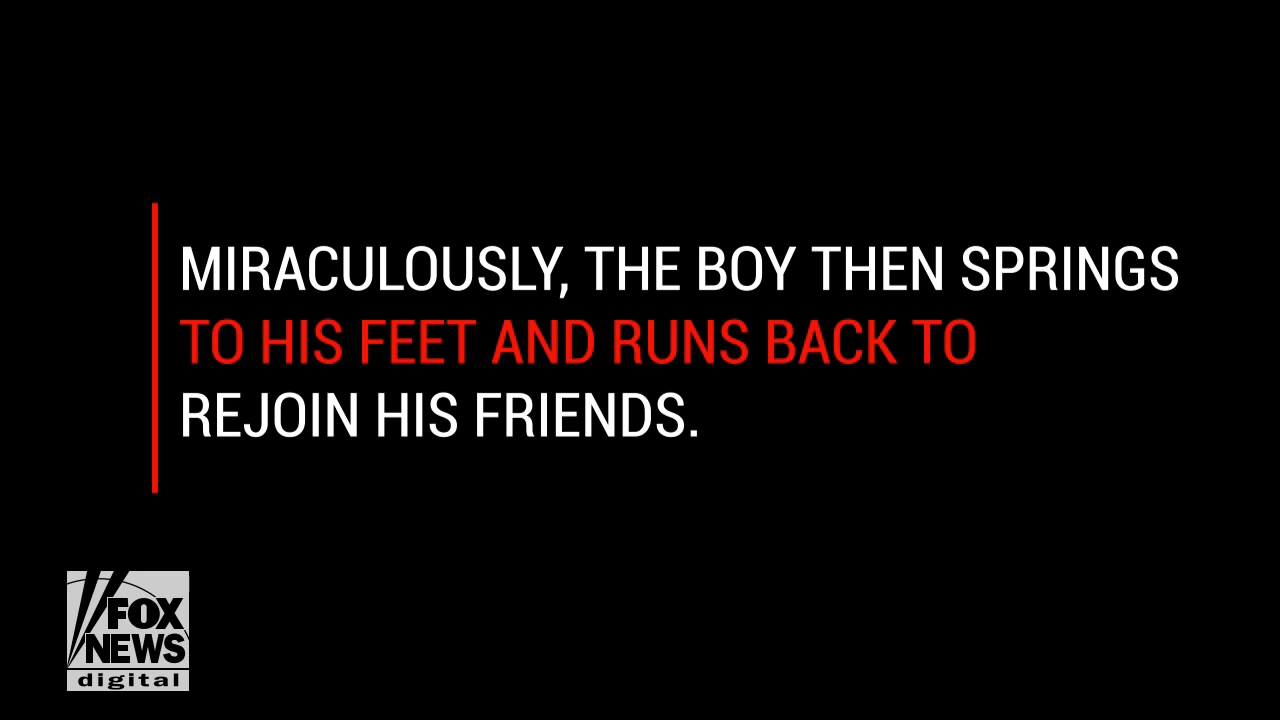 MIRACULOUSLY, THE BOY THEN SPRINGS
TO HIS FEET AND RUNS BACK TO
REJOIN HIS FRIENDS.
FOX
NEWS
digital